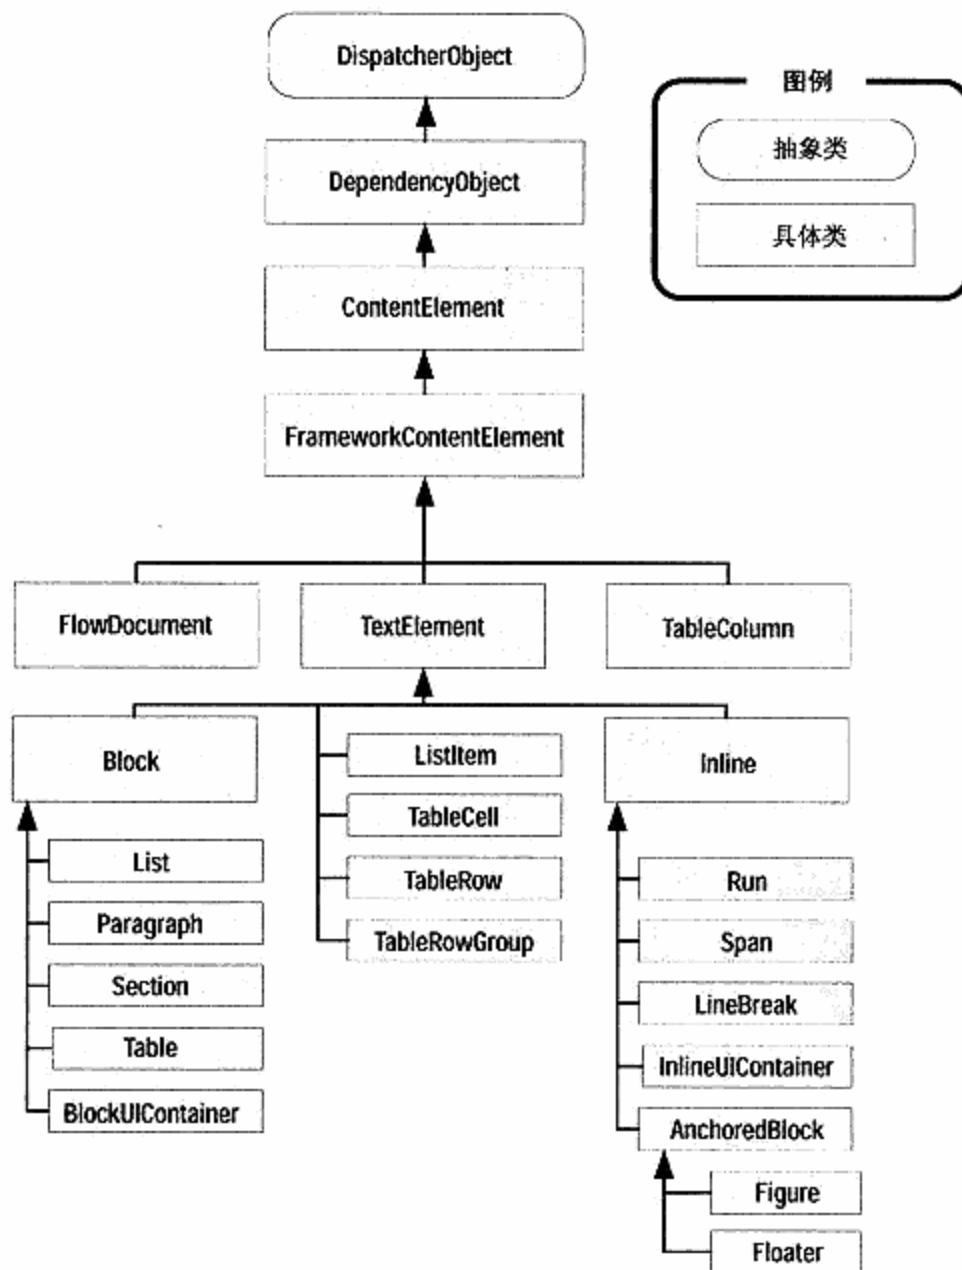 DispatcherObject
图例
抽象类
DependencyObject
具体类
ContentElement
FrameworkContentElement
FlowDocument
TextElement
TableColumn
Block
ListItem
Inline
TableCell
List
TableRow
Run
Paragraph
TableRowGroup
Span
Section
LineBreak
Table
InlineUIContainer
BlockUIContainer
AnchoredBlock
Figure
Floater